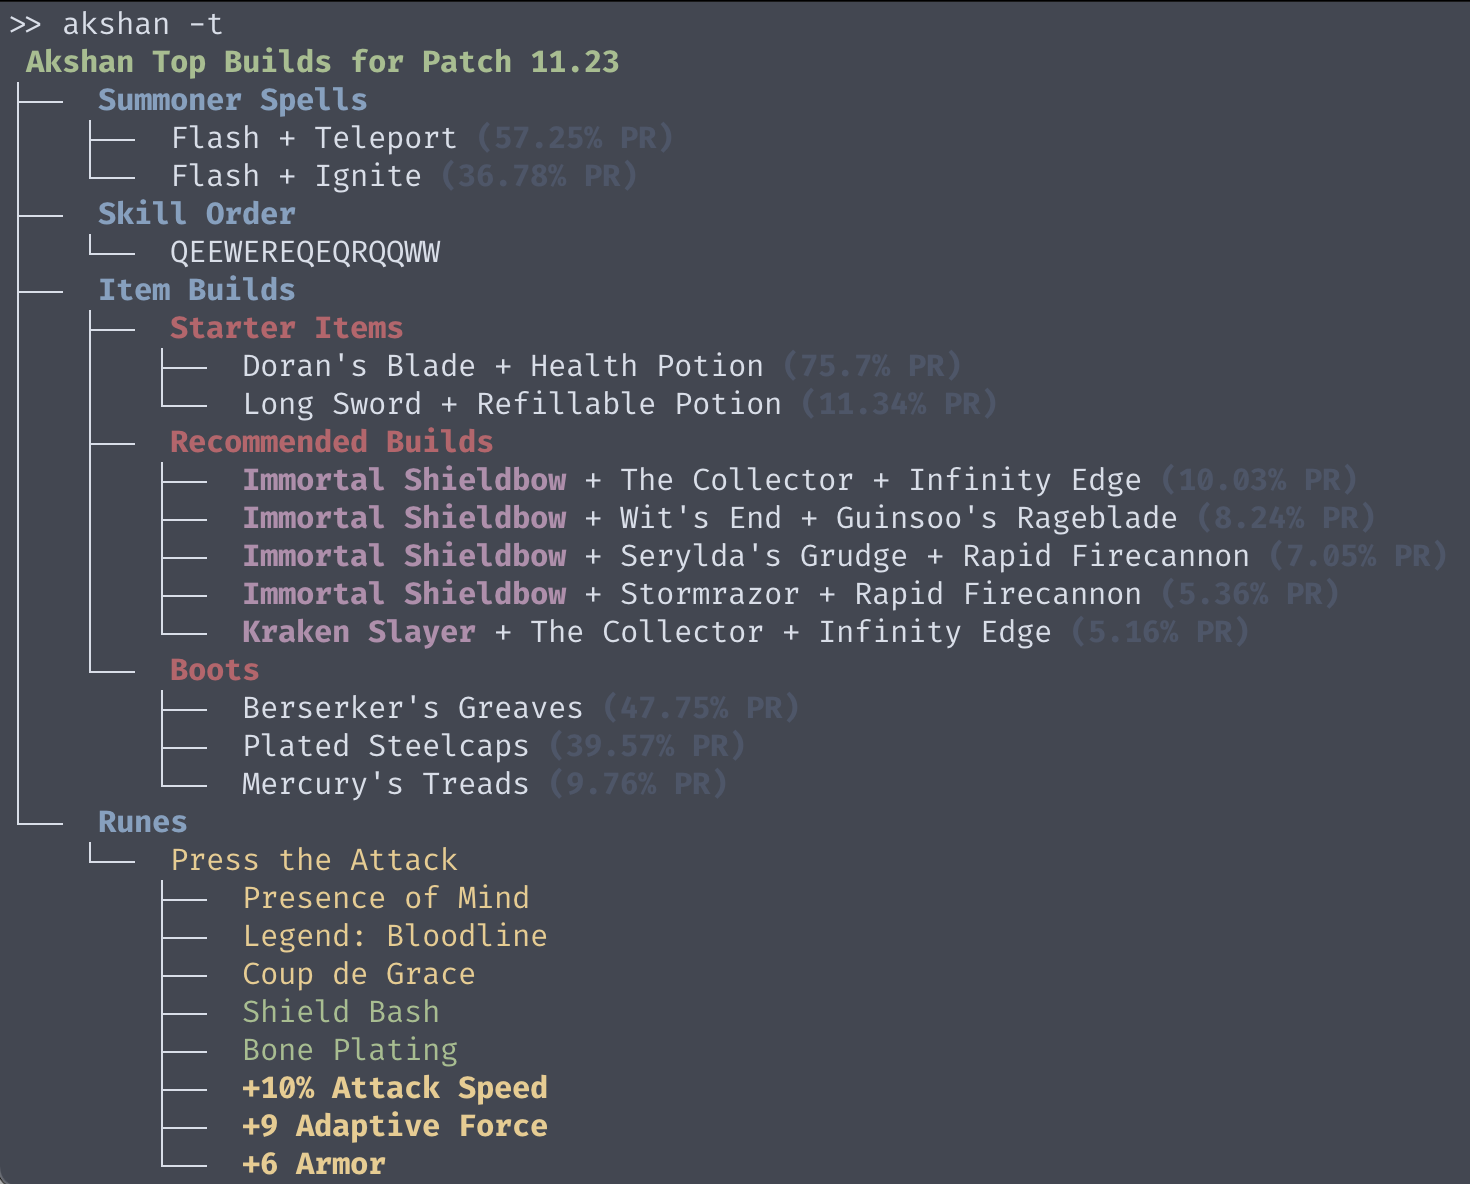 >> akshan -t
Akshan Top Builds for Patch 11.23
Summoner Spells
Flash + Teleport (57.25% PR)
Flash + Ignite (36.78% PR)
Skill Order
QEEWEREQEQRQQWW
Item Builds
Starter Items
Doran's Blade + Health Potion (75.7% PR)
Long Sword + Refillable Potion (11.34% PR)
Recommended Builds
Immortal Shieldbow + The Collector + Infinity Edge (10.03% PR)
Immortal Shieldbow + Wit's End + Guinsoo's Rageblade (8.24% PR)
Immortal Shieldbow + Serylda's Grudge + Rapid Firecannon (7.05% PR)
Immortal Shieldbow + Stormrazor + Rapid Firecannon (5.36% PR)
Kraken Slayer + The Collector + Infinity Edge (5.16% PR)
Boots
Berserker's Greaves (47.75% PR)
Plated Steelcaps (39.57% PR)
Mercury's Treads (9.76% PR)
Runes
Press the Attack
Presence of Mind
Legend: Bloodline
Coup de Grace
Shield Bash
Bone Plating
+10% Attack Speed
+9 Adaptive Force
+6 Armor